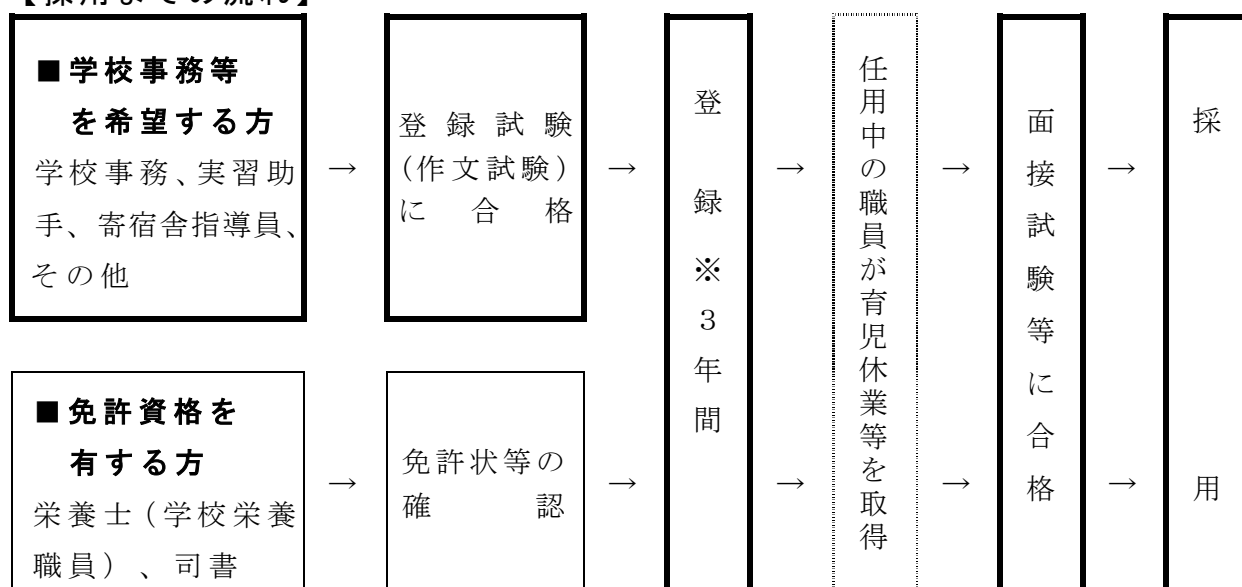 【採用までの流れ】
■学校事務等
を希望する方
学校事務、実習助
手、寄宿舎指導員、
その他
→
登録試験
(作文試験)
に合格
→
登録※3年間
→
任用中の職員が育児休業等を取得
→
面接試験等に合格
→
採用
■免許資格を
有する方
栄養士(学校栄養
職員)、司書
→
免許状等の
確認
→
→
→
→